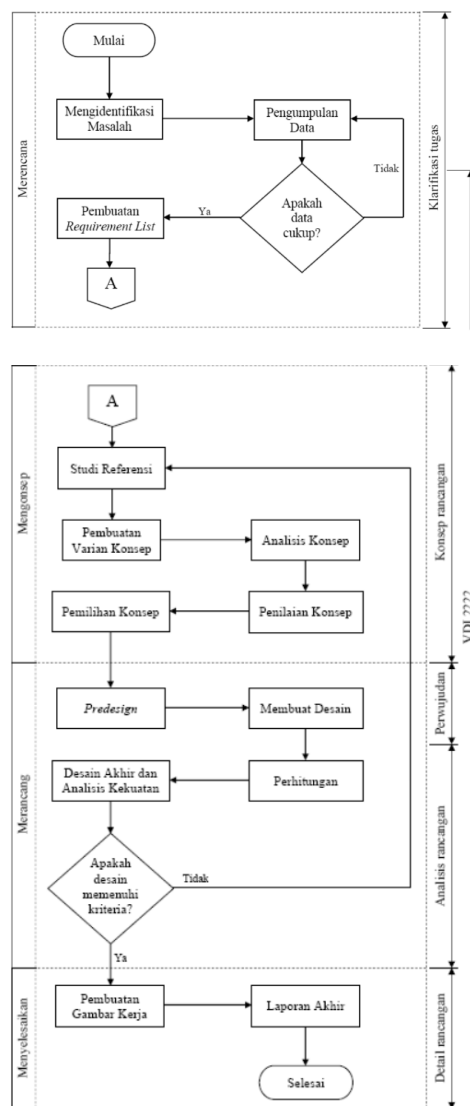 Merencana
Mulai
Mengidentifikasi
Masalah
Pengumpulan
Data
Tidak
Apakah
data
cukup?
Ya
Pembuatan
Requirement List
A
Klarifikasi tugas
Mengonsep
A
Studi Referensi
Pembuatan
Varian Konsep
Analisis Konsep
Pemilihan Konsep
Penilaian Konsep
Konsep rancangan
VDI 2222
Merancang
Predesign
Membuat Desain
Perwujudan
Desain Akhir dan
Analisis Kekuatan
Perhitungan
Apakah
desain
memenuhi
kriteria?
Tidak
Ya
Analisis rancangan
Menyelesaikan
Pembuatan
Gambar Kerja
Laporan Akhir
Selesai
Detail rancangan